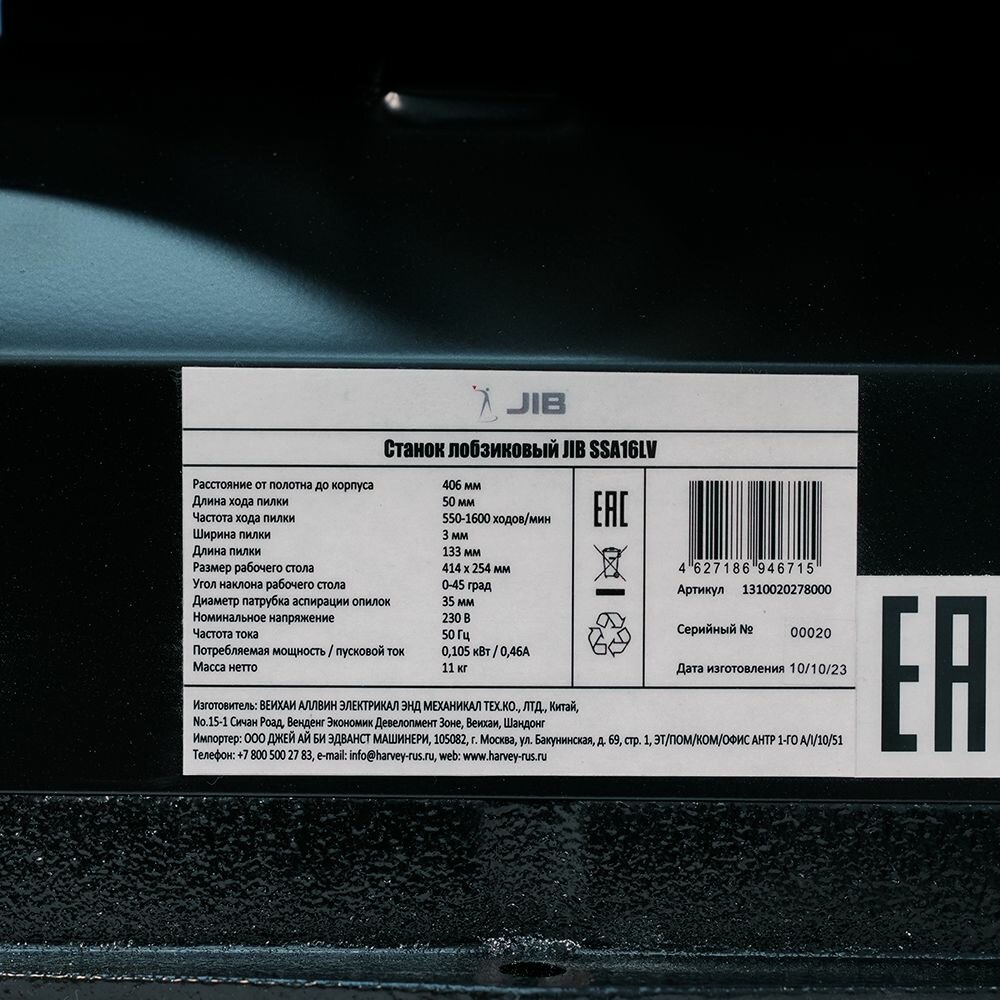 JIB
Станок лобзиковый JIB SSA16LV
Расстояние от полотна до корпуса 406 мм
Длина хода пилки 50 мм
Частота хода пилки 550-1600 ходов/мин
Ширина пилки 3 мм
Длина пилки 133 мм
Размер рабочего стола 414 x 254 мм
Угол наклона рабочего стола 0-45 град
Диаметр патрубка аспирации опилок 35 мм
Номинальное напряжение 230 В
Частота тока 50 Гц
Потребляемая мощность / пусковой ток 0,105 кВт / 0,46А
Масса нетто 11 кг
EAC
4 627186 946715
Артикул 1310020278000
Серийный № 00020
Дата изготовления 10/10/23
Изготовитель: ВЕИХАИ АЛЛВИН ЭЛЕКТРИКАЛ ЭНД МЕХАНИКАЛ ТЕХ.КО., ЛТД., Китай,
No.15-1 Сичан Роад, Венденг Экономик Девелопмент Зоне, Веихаи, Шандонг
Импортер: ООО ДЖЕЙ АЙ БИ ЭДВАНСТ МАШИНЕРИ, 105082, г. Москва, ул. Бакунинская, д. 69, стр. 1, ЭТ/ПОМ/КОМ/ОФИС АНТР 1-ГО А/I/10/51
Телефон: +7 800 500 27 83, e-mail: info@harvey-rus.ru, web: www.harvey-rus.ru
EA